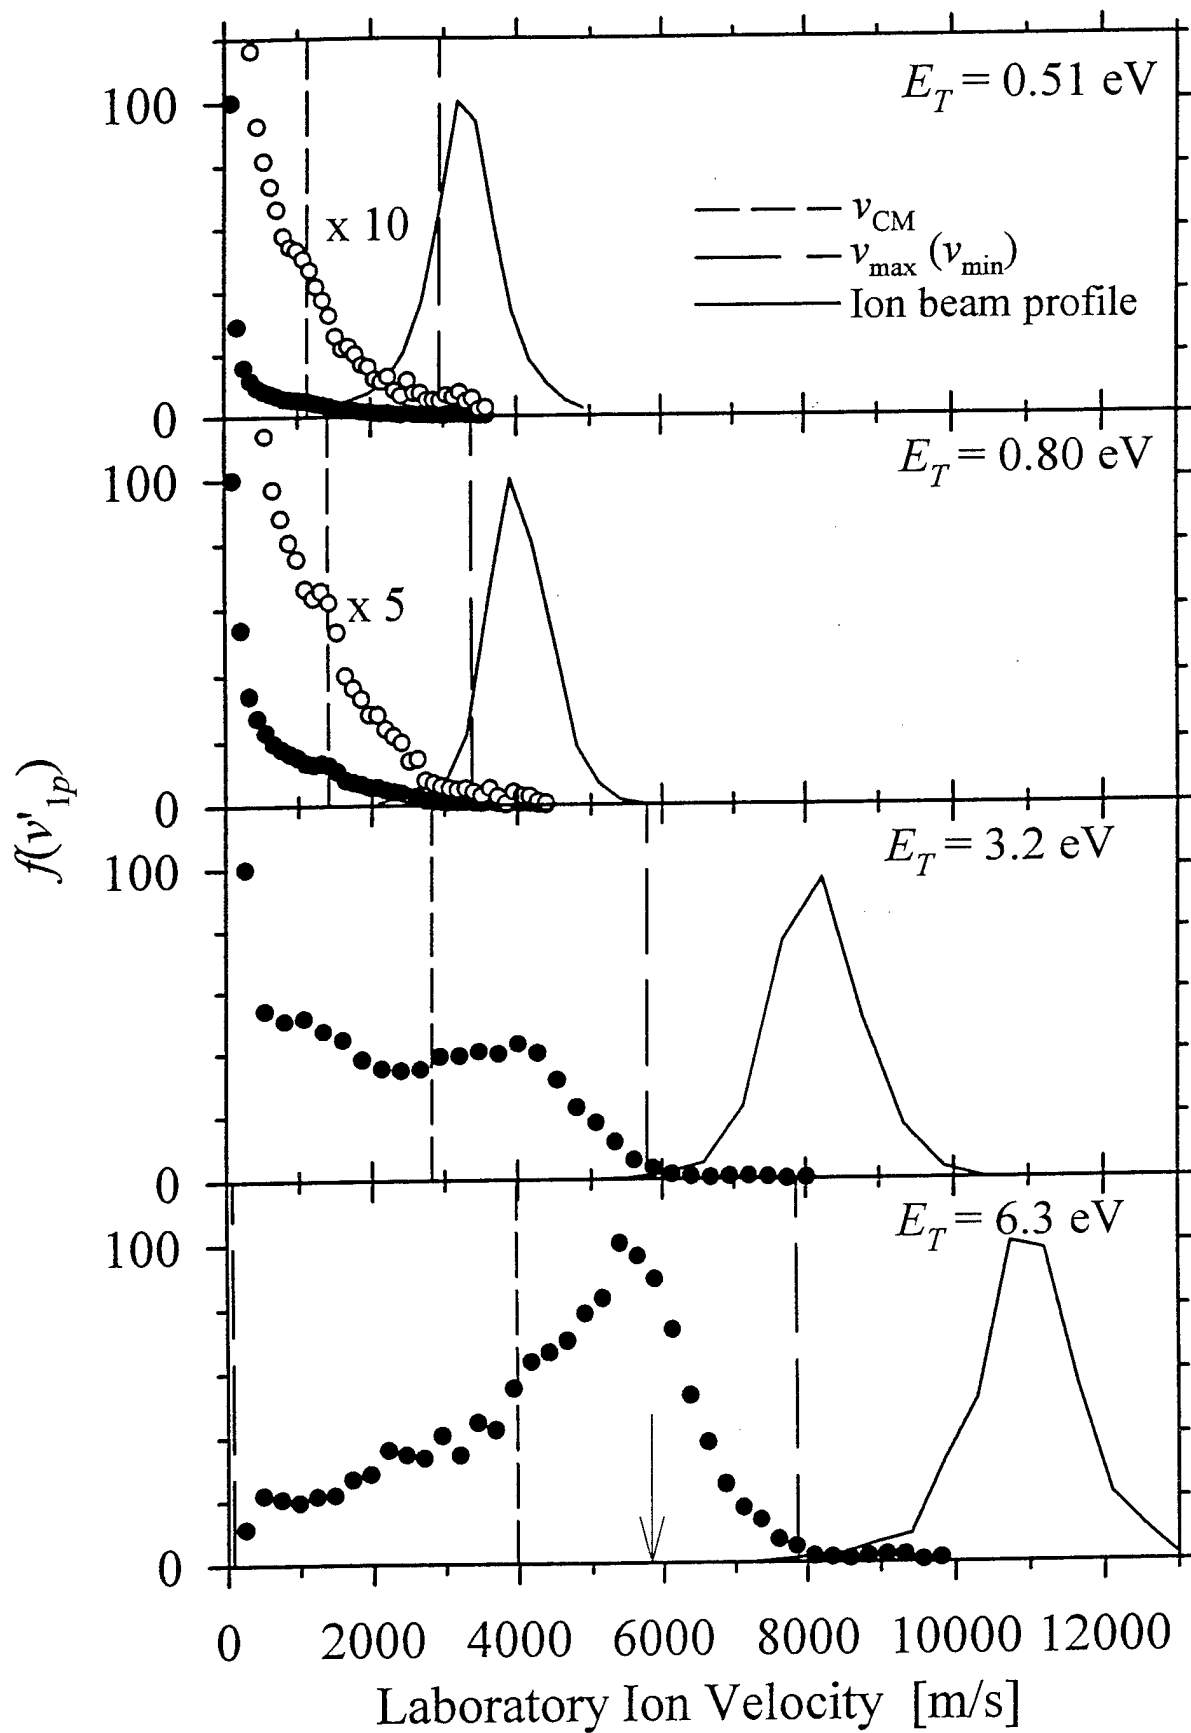 E_T = 0.51 eV
100
x 10
v_CM
v_max (v_min)
Ion beam profile
0
E_T = 0.80 eV
100
x 5
0
f(v'_1p)
E_T = 3.2 eV
100
0
E_T = 6.3 eV
100
0
0 2000 4000 6000 8000 10000 12000
Laboratory Ion Velocity [m/s]